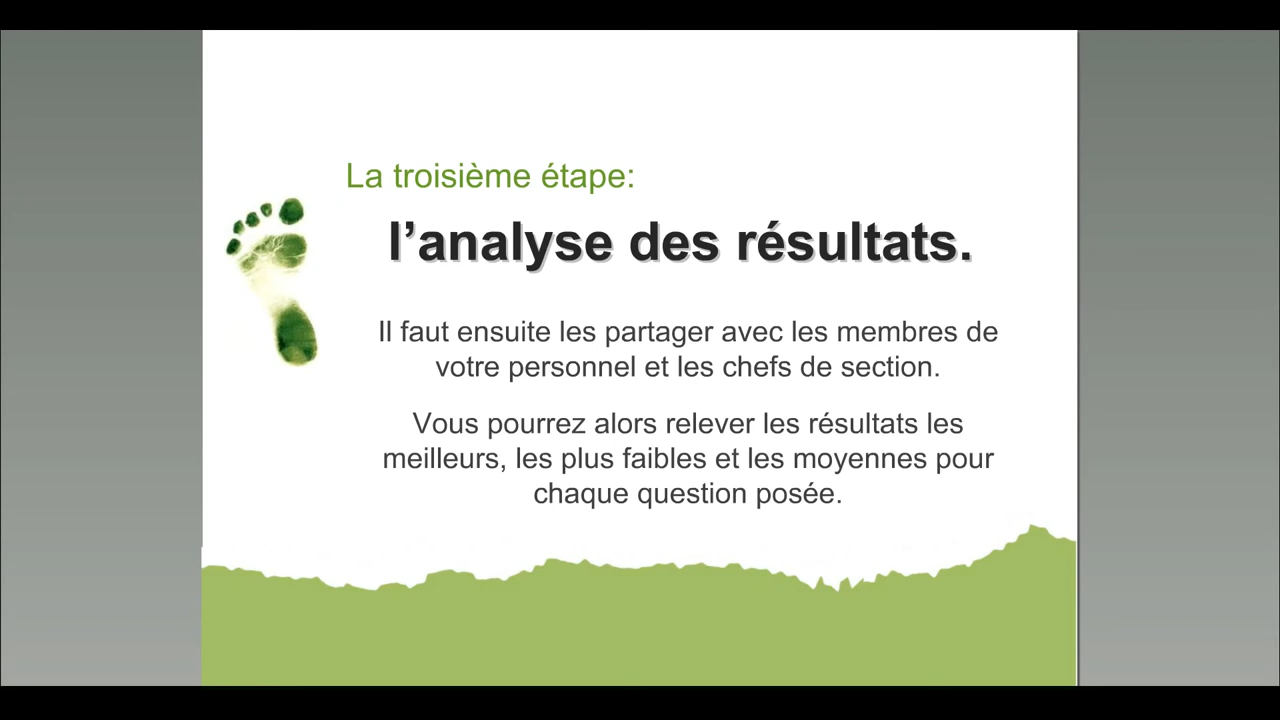 La troisième étape:
l’analyse des résultats.
Il faut ensuite les partager avec les membres de
votre personnel et les chefs de section.
Vous pourrez alors relever les résultats les
meilleurs, les plus faibles et les moyennes pour
chaque question posée.